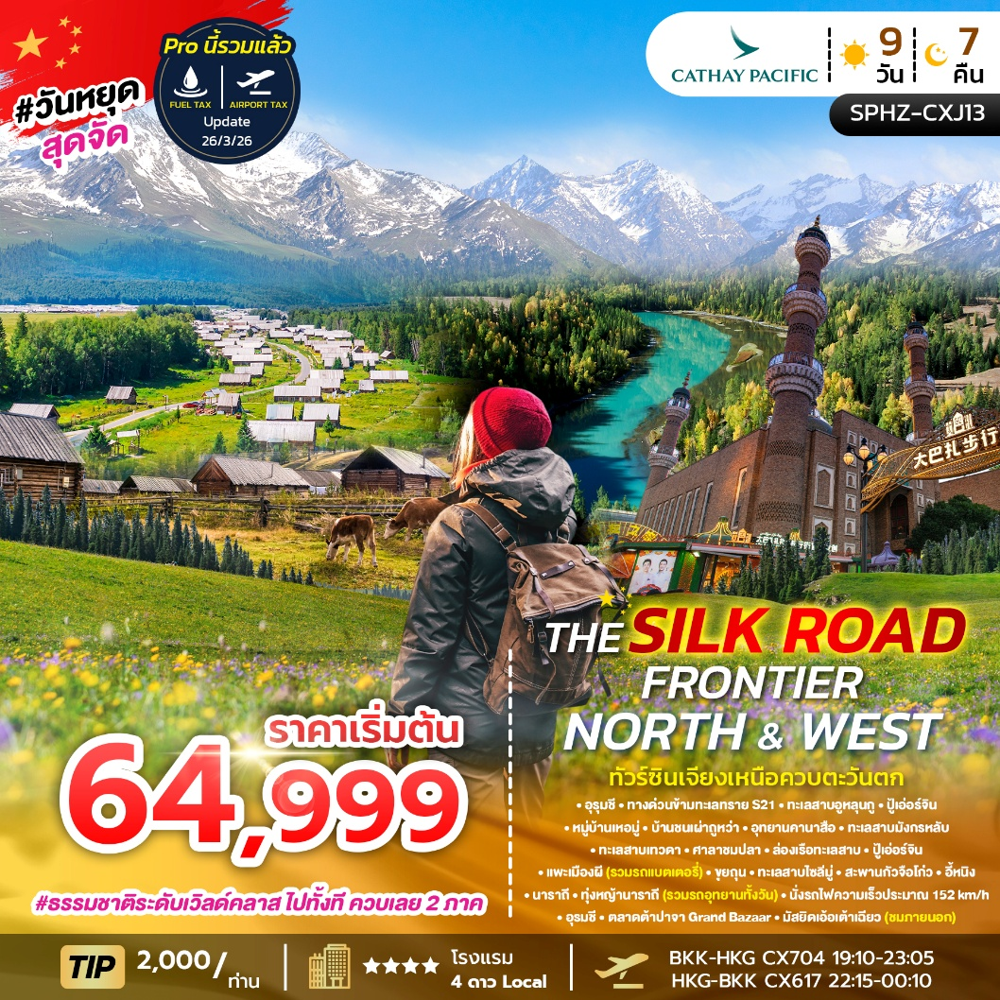 Pro นี้รวมแล้ว
FUEL TAX
AIRPORT TAX
Update
26/3/26
#วันหยุด
สุดจัด
CATHAY PACIFIC
9
วัน
7
คืน
SPHZ-CXJ13
大巴扎步行
THE SILK ROAD
FRONTIER
NORTH & WEST
ทัวร์ซินเจียงเหนือควบตะวันตก
• อุรุมชี • ทางด่วนข้ามทะเลทราย S21 • ทะเลสาบอูหลุนกู • ปู้เอ่อร์จิน
• หมู่บ้านเหอมู่ • บ้านชนเผ่าถูหว่า • อุทยานคานาสือ • ทะเลสาบมังกรหลับ
• ทะเลสาบเทวดา • ศาลาชมปลา • ล่องเรือทะเลสาบ • ปู้เอ่อร์จิน
• แพะเมืองผี (รวมรถแบตเตอรี่) • ขุยถุน • ทะเลสาบไซลีมู่ • สะพานกัวจือโก่ว • อี้หนิง
• นาราถี • ทุ่งหญ้านาราถี (รวมรถอุทยานทั้งวัน) • นั่งรถไฟความเร็วประมาณ 152 km/h
• อุรมชี • ตลาดต้าปาจา Grand Bazaar • มัสยิดเอ้อเต้าเฉียว (ชมภายนอก)
ราคาเริ่มต้น
64,999
#ธรรมชาติระดับเวิลด์คลาส ไปทั้งที ควบเลย 2 ภาค
TIP 2,000/ท่าน
โรงแรม
4 ดาว Local
BKK-HKG CX704 19:10-23:05
HKG-BKK CX617 22:15-00:10